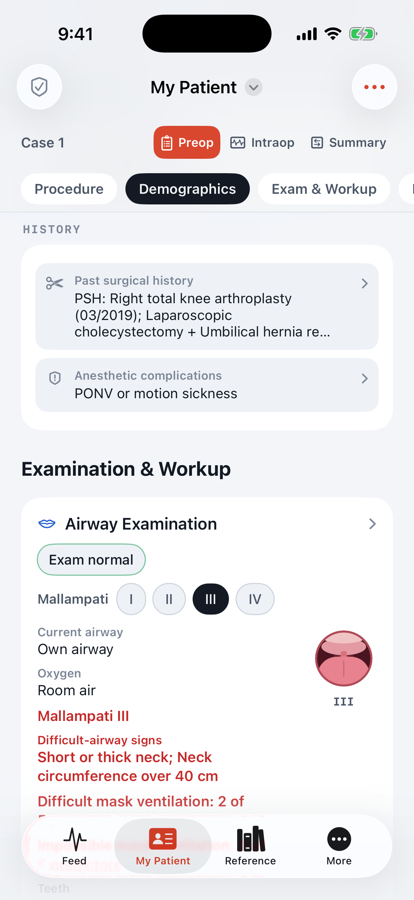 9:41
My Patient
Case 1
Preop
Intraop
Summary
Procedure
Demographics
Exam & Workup
HISTORY
Past surgical history
PSH: Right total knee arthroplasty
(03/2019); Laparoscopic
cholecystectomy + Umbilical hernia re...
Anesthetic complications
PONV or motion sickness
Examination & Workup
Airway Examination
Exam normal
Mallampati
I
II
III
IV
Current airway
Own airway
Oxygen
Room air
III
Mallampati III
Difficult-airway signs
Short or thick neck; Neck
circumference over 40 cm
Difficult mask ventilation: 2 of
Feed
My Patient
Reference
More
Teeth